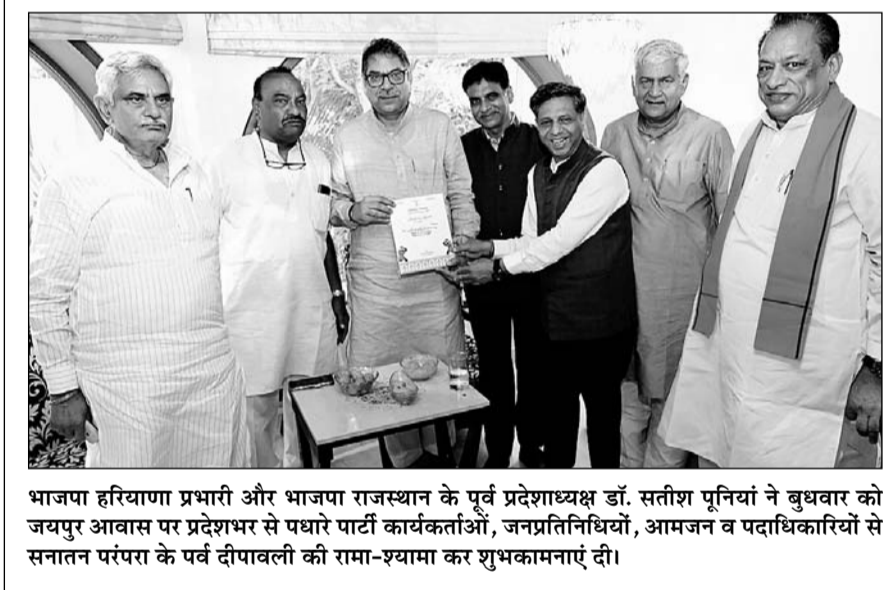 भाजपा हरियाणा प्रभारी और भाजपा राजस्थान के पूर्व प्रदेशाध्यक्ष डॉ. सतीश पूनियां ने बुधवार को
जयपुर आवास पर प्रदेशभर से पधारे पार्टी कार्यकर्ताओं, जनप्रतिनिधियों, आमजन व पदाधिकारियों से
सनातन परंपरा के पर्व दीपावली की रामा-श्यामा कर शुभकामनाएं दी।